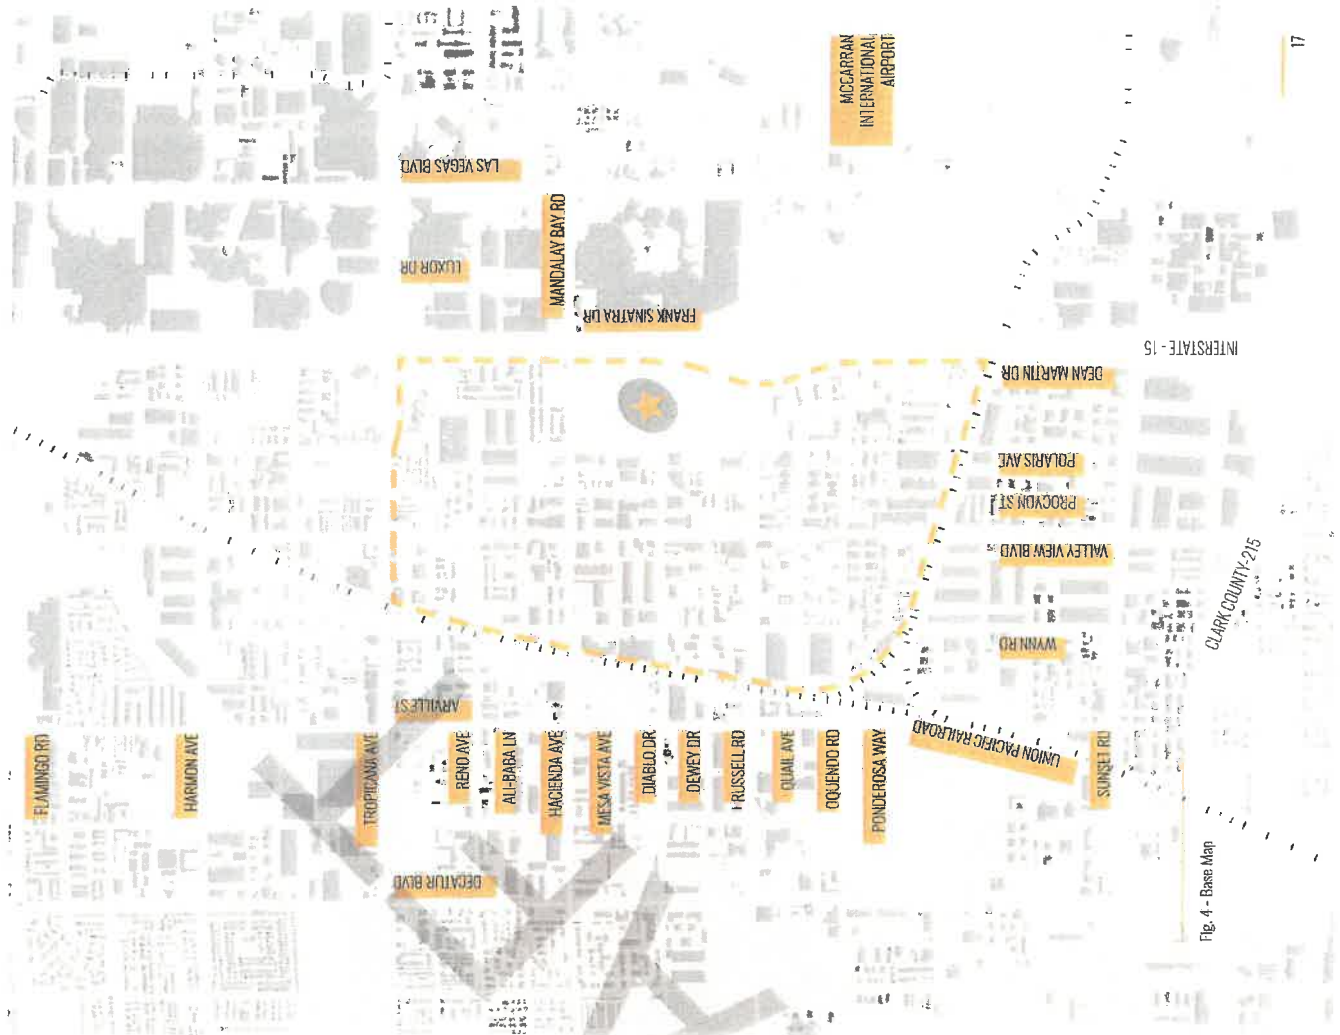 FLAMINGO RD
HARMON AVE
TROPICANA AVE
RENO AVE
ALI-BABA LN
HACIENDA AVE
MESA VISTA AVE
DIABLO DR
DEWEY DR
RUSSELL RD
QUAIL AVE
OQUENDO RD
PONDEROSA WAY
SUNSET RD
UNION PACIFIC RAILROAD
DECATUR BLVD
ARVILLE ST
WYNN RD
VALLEY VIEW BLVD
PROCYON ST
POLARIS AVE
DEAN MARTIN DR
INTERSTATE - 15
CLARK COUNTY-215
FRANK SINATRA DR
MANDALAY BAY RD
LUXOR DR
LAS VEGAS BLVD
MCCARRAN
INTERNATIONAL
AIRPORT
Fig. 4 - Base Map
17